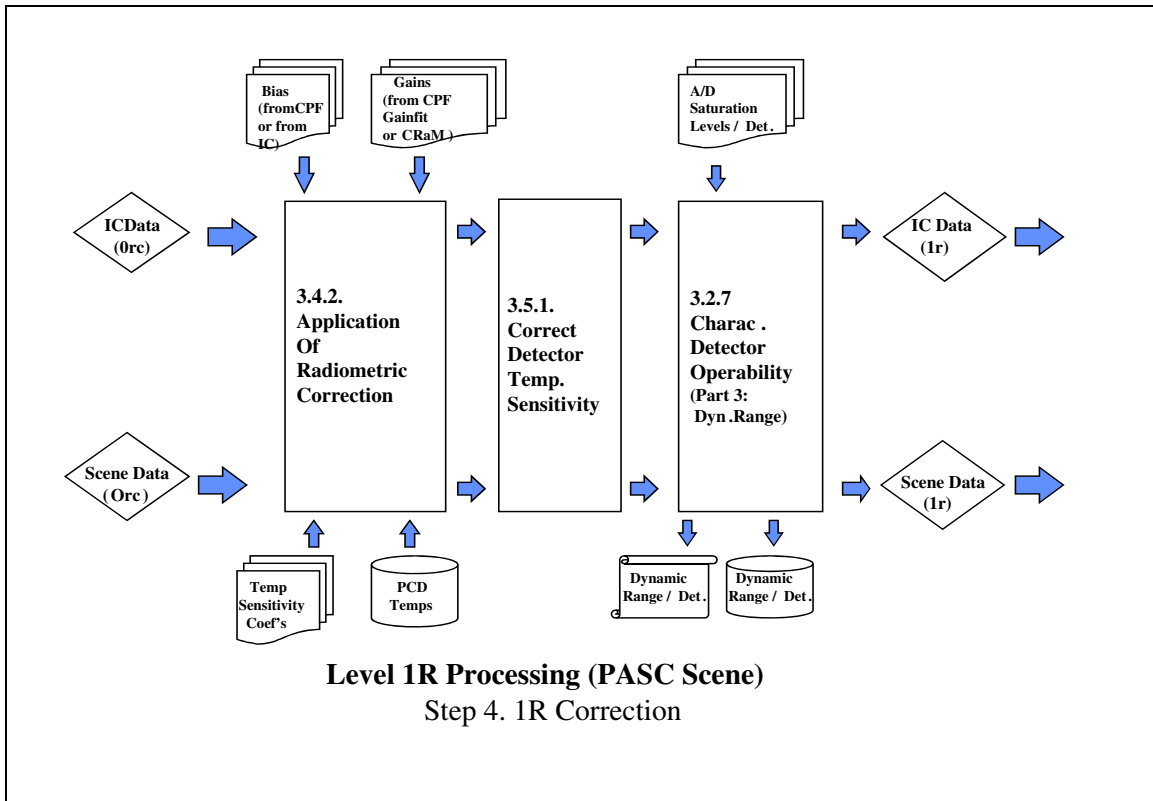 Bias
(fromCPF
or from
IC)
Gains
(from CPF
Gainfit
or CRaM )
A/D
Saturation
Levels / Det.
ICData
(0rc)
3.4.2.
Application
Of
Radiometric
Correction
3.5.1.
Correct
Detector
Temp.
Sensitivity
3.2.7
Charac .
Detector
Operability
(Part 3:
Dyn .Range)
IC Data
(1r)
Scene Data
(Orc )
Scene Data
(1r)
Temp
Sensitivity
Coef's
PCD
Temps
Dynamic
Range / Det.
Dynamic
Range / Det.
Level 1R Processing (PASC Scene)
Step 4. 1R Correction